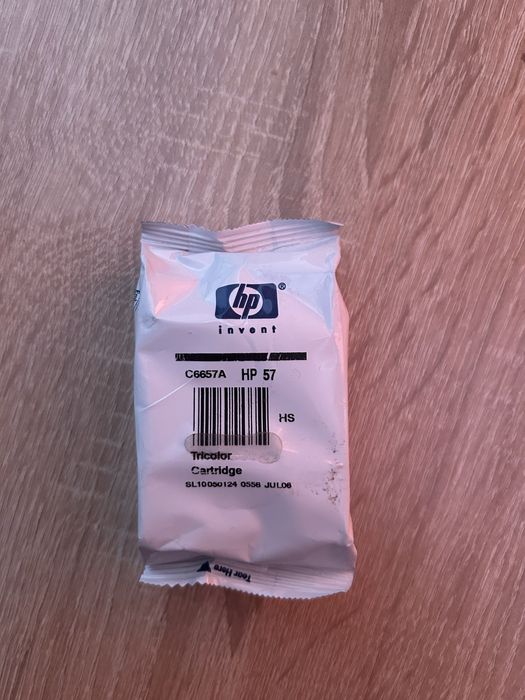 hp®
invent
C6657A HP 57
HS
Tricolor
Cartridge
SL10050124 0556 JUL06
Tear Here